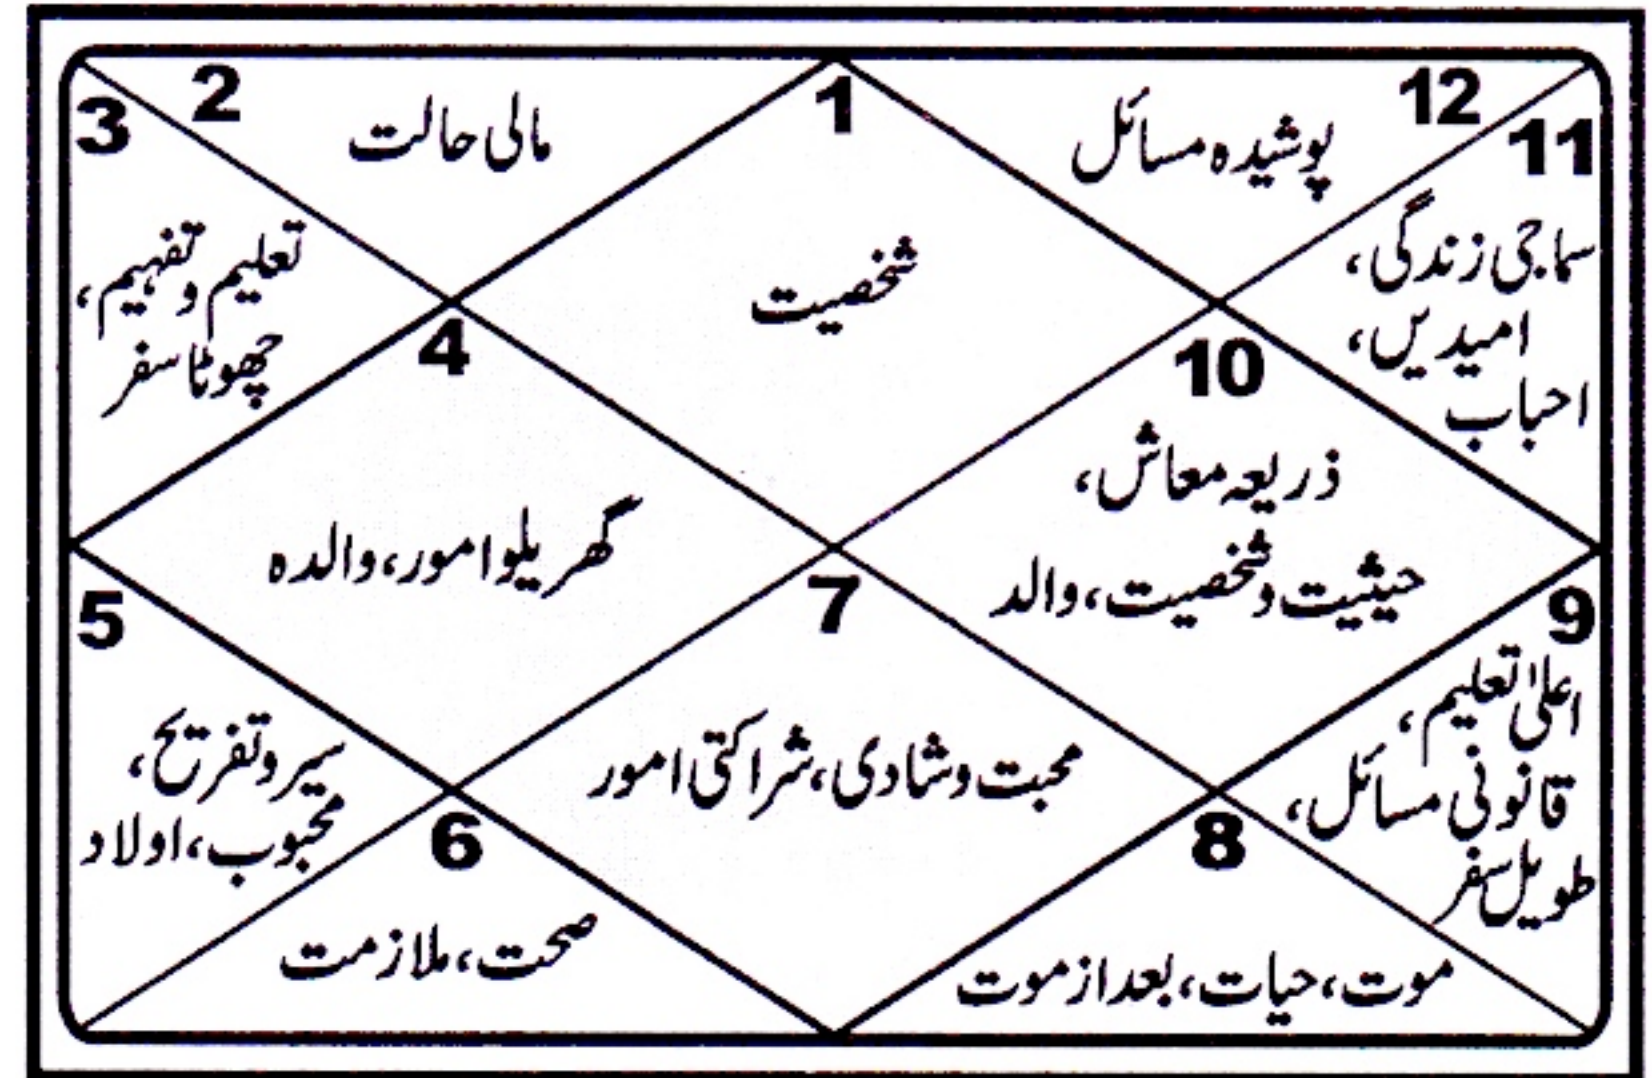 1
شخصیت
2
مالی حالت
3
تعلیم و تفہیم،
چھوٹا سفر
4
گھریلو امور، والدہ
5
سیر و تفریح،
محبوب، اولاد
6
صحت، ملازمت
7
محبت و شادی، شراکتی امور
8
موت، حیات، بعد از موت
9
اعلیٰ تعلیم،
قانونی مسائل،
طویل سفر
10
ذریعہ معاش،
حیثیت و شخصیت، والد
11
سماجی زندگی،
امیدیں،
احباب
12
پوشیدہ مسائل